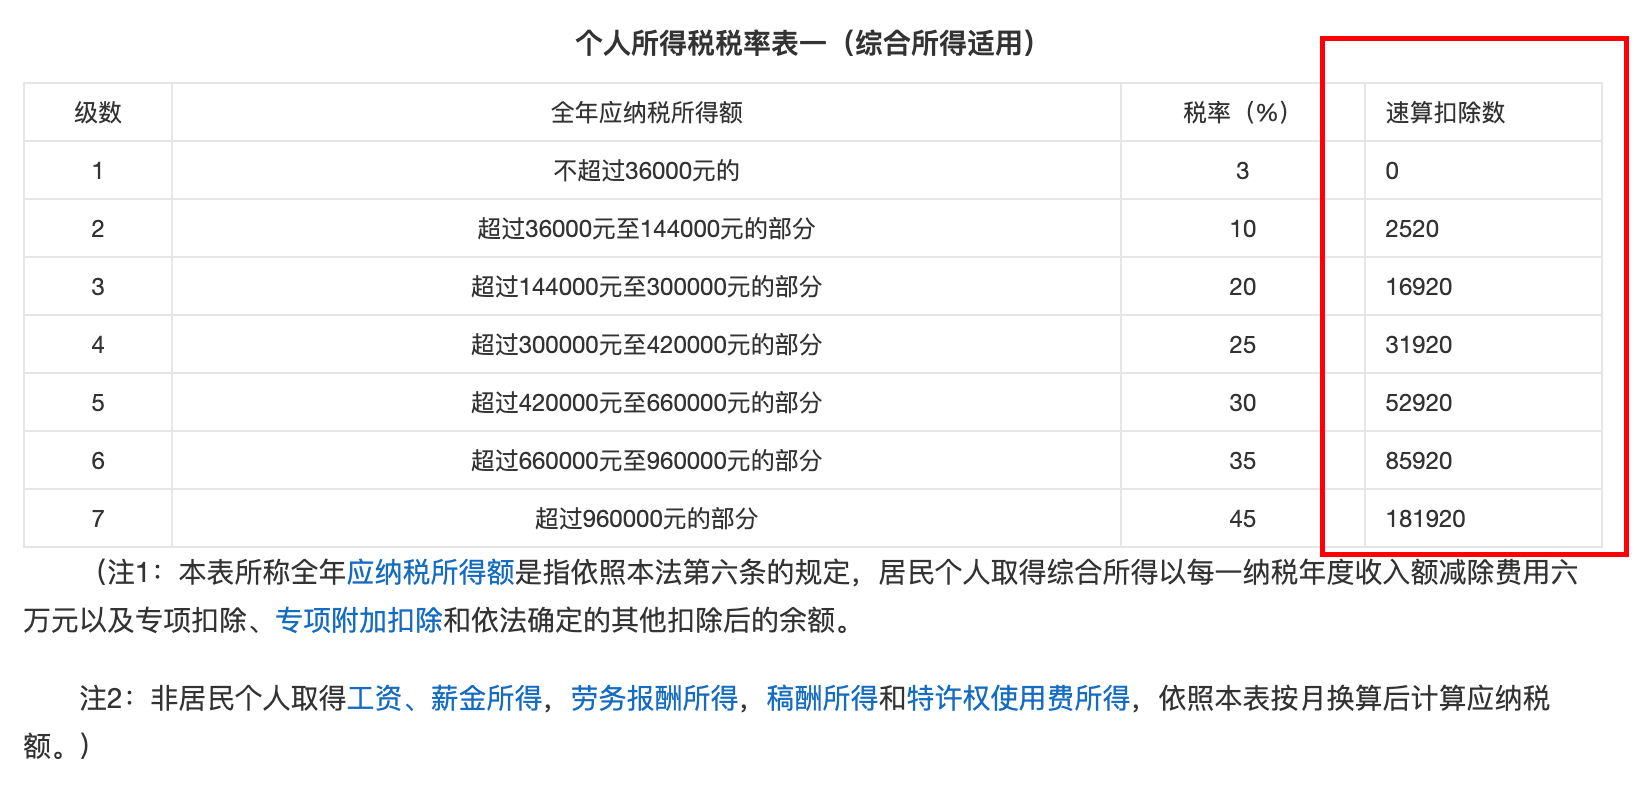 个人所得税税率表一（综合所得适用）
级数 全年应纳税所得额 税率（%） 速算扣除数
1 不超过36000元的 3 0
2 超过36000元至144000元的部分 10 2520
3 超过144000元至300000元的部分 20 16920
4 超过300000元至420000元的部分 25 31920
5 超过420000元至660000元的部分 30 52920
6 超过660000元至960000元的部分 35 85920
7 超过960000元的部分 45 181920
（注1：本表所称全年应纳税所得额是指依照本法第六条的规定，居民个人取得综合所得以每一纳税年度收入额减除费用六
万元以及专项扣除、专项附加扣除和依法确定的其他扣除后的余额。
注2：非居民个人取得工资、薪金所得，劳务报酬所得，稿酬所得和特许权使用费所得，依照本表按月换算后计算应纳税
额。）